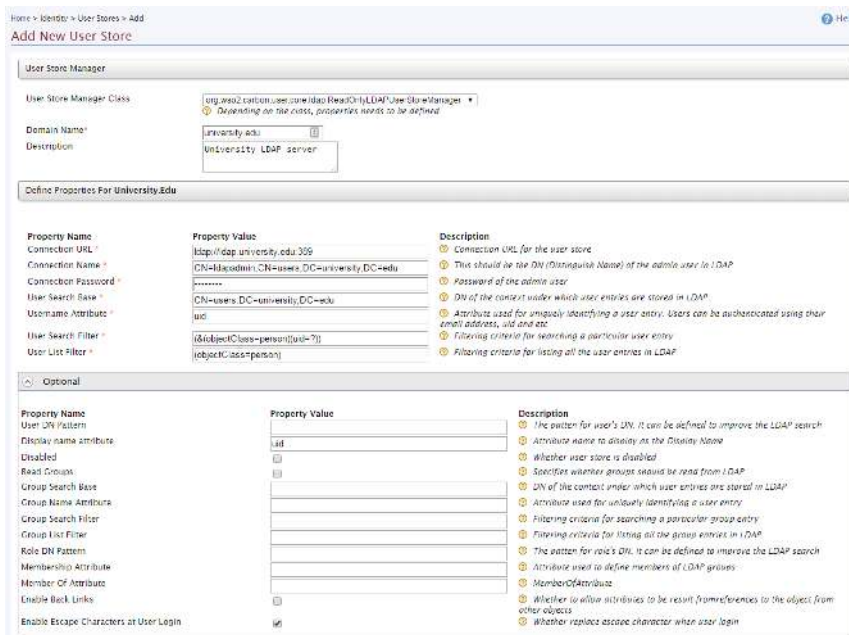 Home > Identity > User Stores > Add
He
Add New User Store
User Store Manager
User Store Manager Class
org.wso2.carbon.user.core.ldap.ReadOnlyLDAPUserStoreManager
Depending on the class, properties needs to be defined
Domain Name*
university.edu
Description
University LDAP server
Define Properties For University.Edu
Property Name Property Value Description
Connection URL * ldap://ldap.university.edu:389 Connection URL for the user store
Connection Name * CN=ldapadmin,CN=users,DC=university,DC=edu This should be the DN (Distinguish Name) of the admin user in LDAP
Connection Password * ·········· Password of the admin user
User Search Base * CN=users,DC=university,DC=edu DN of the context under which user entries are stored in LDAP
Username Attribute * uid Attribute used for uniquely identifying a user entry. Users can be authenticated using their
email address, uid and etc
User Search Filter * (&(objectClass=person)(uid=?)) Filtering criteria for searching a particular user entry
User List Filter * (objectClass=person) Filtering criteria for listing all the user entries in LDAP
Optional
Property Name Property Value Description
User DN Pattern The patten for user's DN. It can be defined to improve the LDAP search
Display name attribute uid Attribute name to display as the Display Name
Disabled Whether user store is disabled
Read Groups Specifies whether groups should be read from LDAP
Group Search Base DN of the context under which user entries are stored in LDAP
Group Name Attribute Attribute used for uniquely identifying a user entry
Group Search Filter Filtering criteria for searching a particular group entry
Group List Filter Filtering criteria for listing all the group entries in LDAP
Role DN Pattern The patten for role's DN. It can be defined to improve the LDAP search
Membership Attribute Attribute used to define members of LDAP groups
Member Of Attribute MemberOfAttribute
Enable Back Links Whether to allow attributes to be result fromreferences to the object from
other objects
Enable Escape Characters at User Login Whether replace escape character when user login